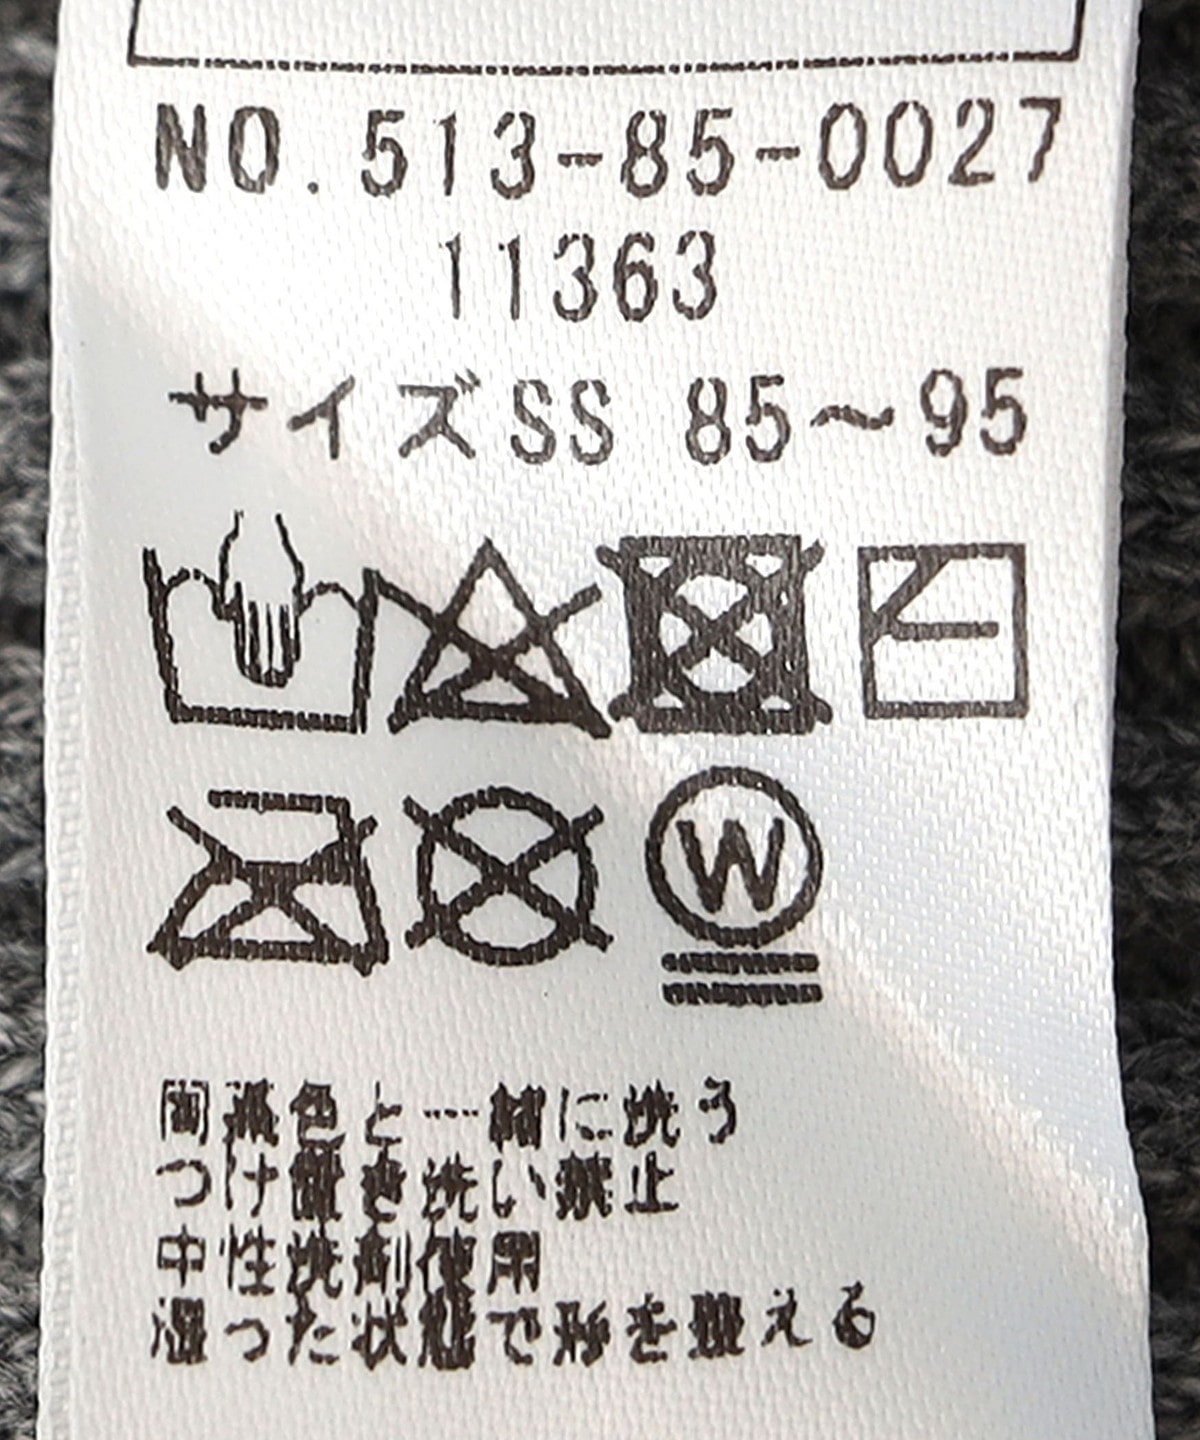 NO.513-85-0027
11363
サイズSS 85～95
W
同系色と一緒に洗う
つけ置き洗い禁止
中性洗剤使用
湿った状態で形を整える